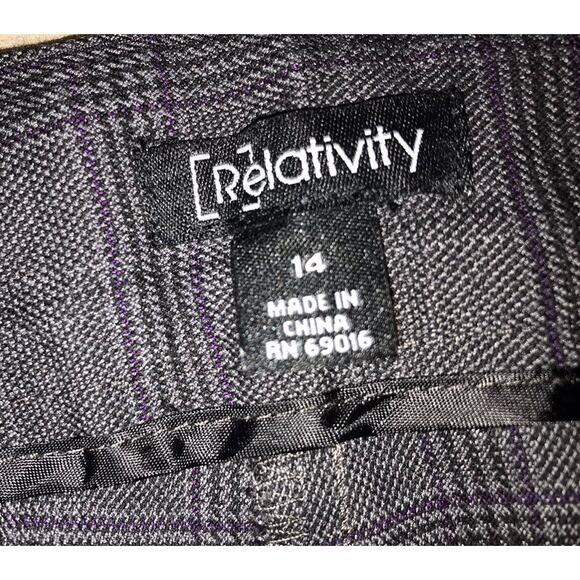 [Re]lativity
14
MADE IN
CHINA
RN 69016